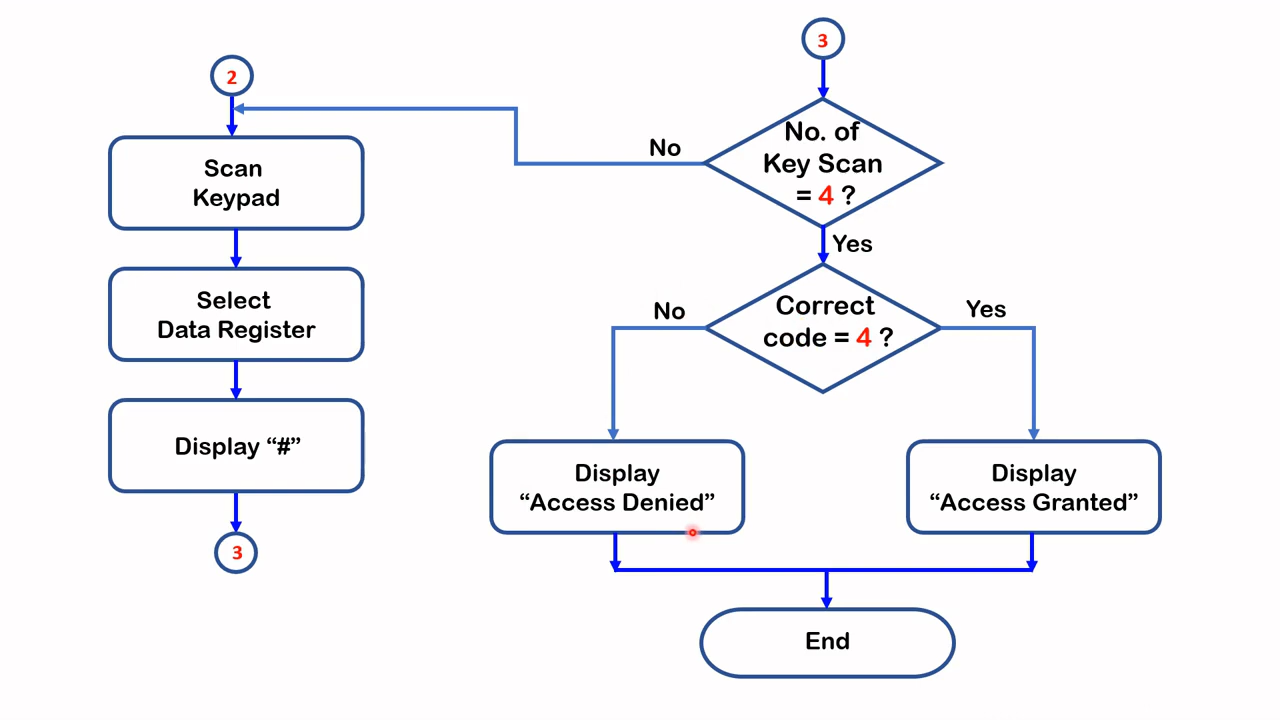 2
Scan
Keypad
Select
Data Register
Display “#”
3
3
No. of
Key Scan
= 4 ?
No
Yes
Correct
code = 4 ?
No
Yes
Display
“Access Denied”
Display
“Access Granted”
End